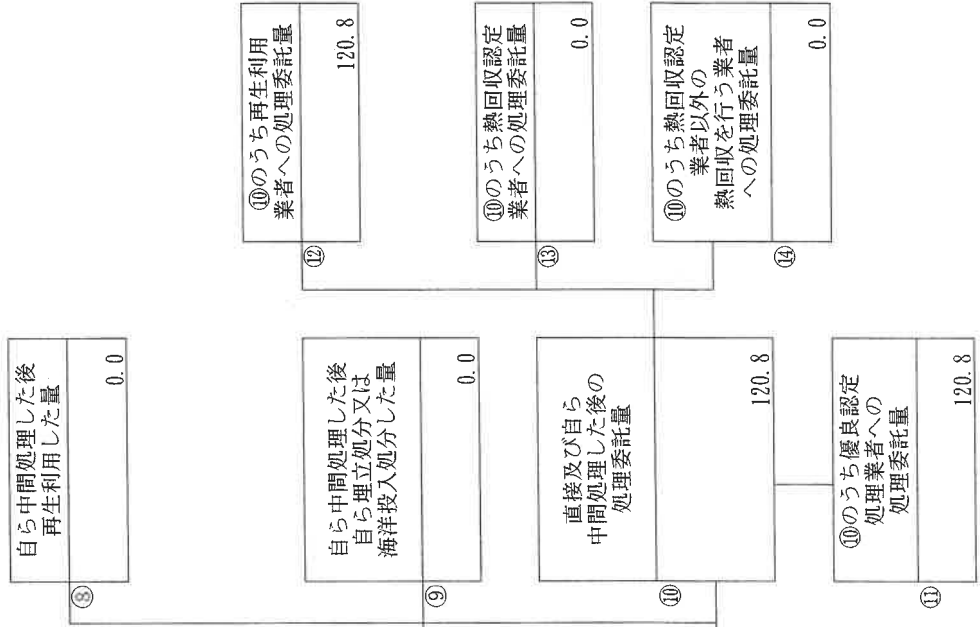 ⑧
自ら中間処理した後
再生利用した量
0.0
⑨
自ら中間処理した後
自ら埋立処分又は
海洋投入処分した量
0.0
⑩
直接及び自ら
中間処理した後の
処理委託量
120.8
⑪
⑩のうち優良認定
処理業者への
処理委託量
120.8
⑫
⑩のうち再生利用
業者への処理委託量
120.8
⑬
⑩のうち熱回収認定
業者への処理委託量
0.0
⑭
⑩のうち熱回収認定
業者以外の
熱回収を行う業者
への処理委託量
0.0